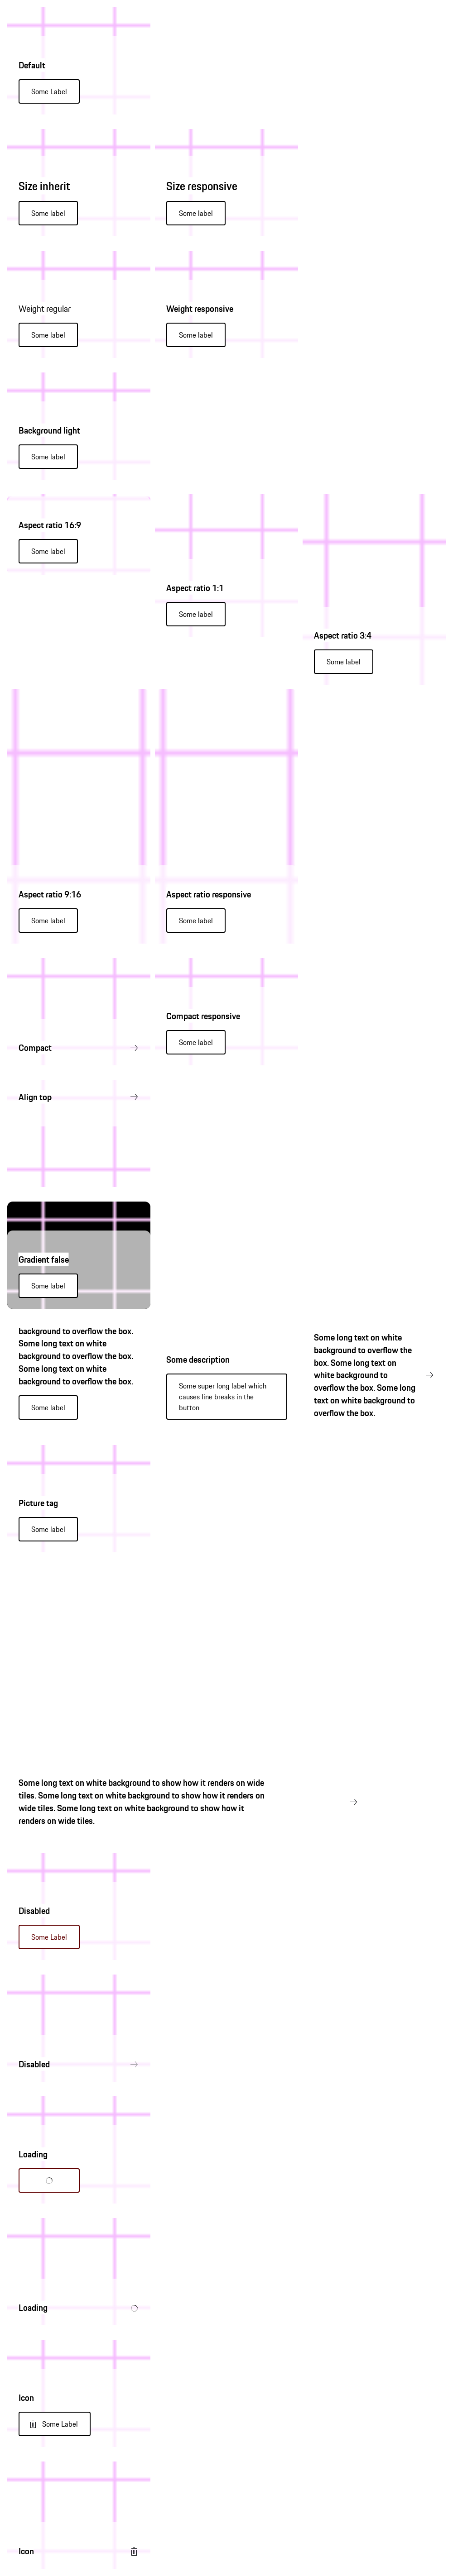 Default
Some Label
Size inherit
Size responsive
Some label
Some label
Weight regular
Weight responsive
Some label
Some label
Background light
Some label
Aspect ratio 16:9
Some label
Aspect ratio 1:1
Some label
Aspect ratio 3:4
Some label
Aspect ratio 9:16
Aspect ratio responsive
Some label
Some label
Compact
Compact responsive
Some label
Align top
Gradient false
Some label
background to overflow the box.
Some long text on white
background to overflow the box.
Some long text on white
background to overflow the box.
Some label
Some description
Some super long label which
causes line breaks in the
button
Some long text on white
background to overflow the
box. Some long text on
white background to
overflow the box. Some long
text on white background to
overflow the box.
Picture tag
Some label
Some long text on white background to show how it renders on wide
tiles. Some long text on white background to show how it renders on
wide tiles. Some long text on white background to show how it
renders on wide tiles.
Disabled
Some Label
Disabled
Loading
Loading
Icon
Some Label
Icon